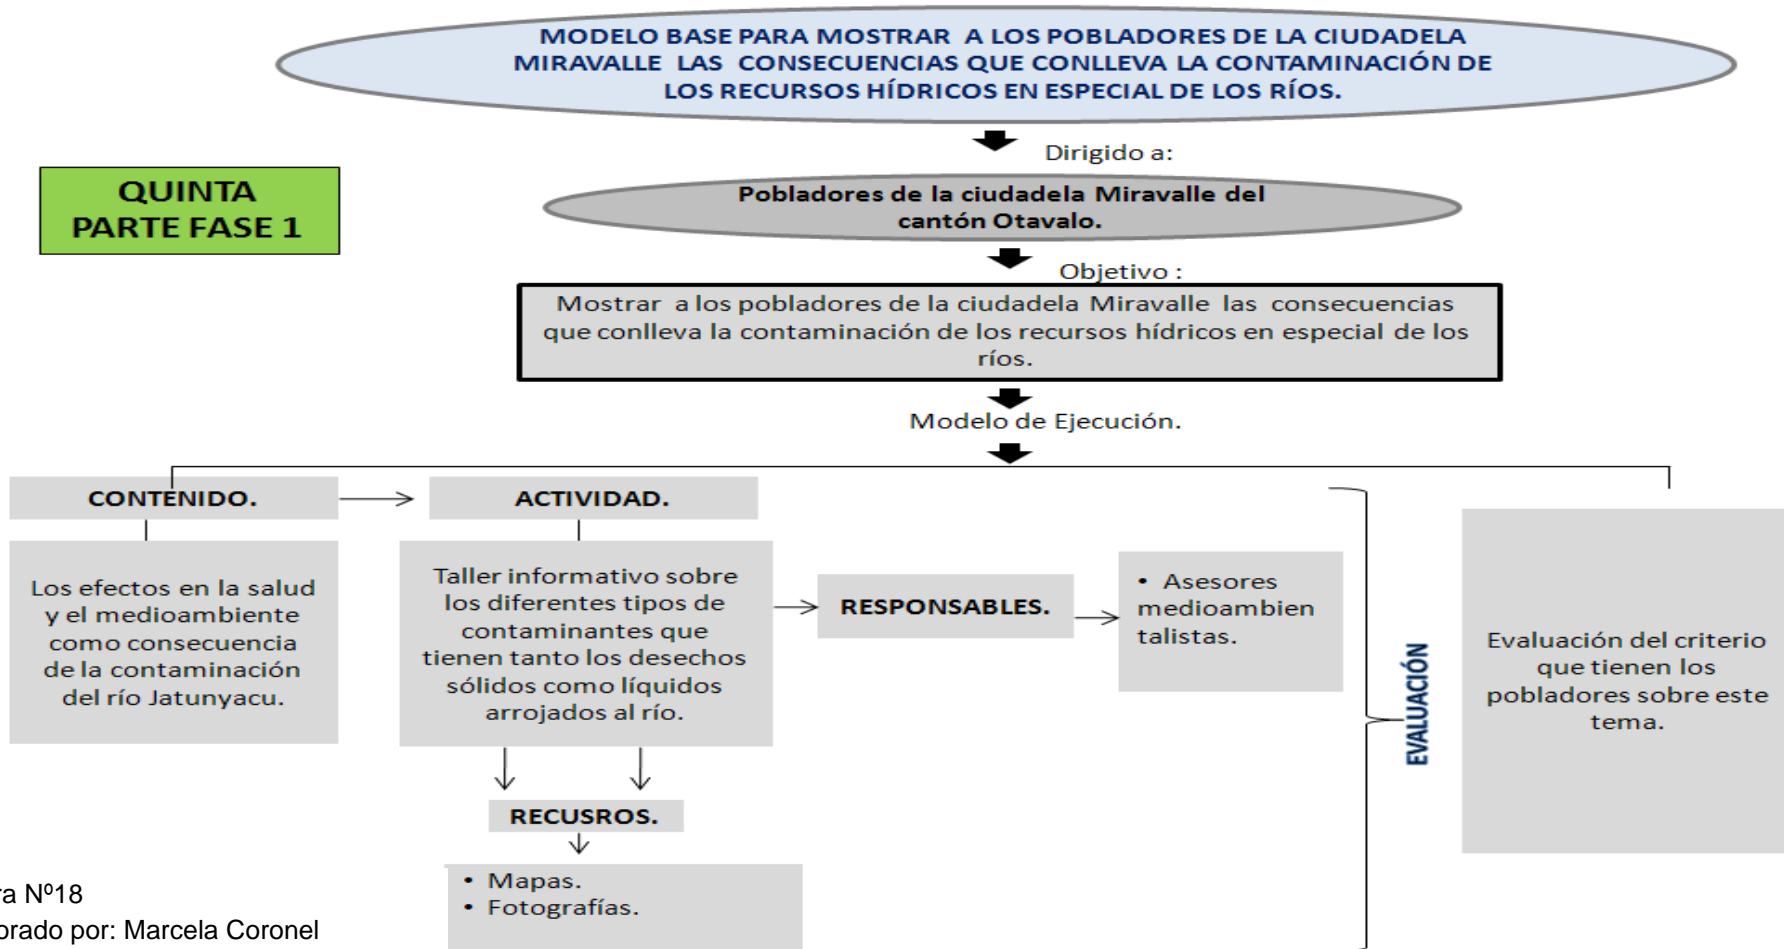 MODELO BASE PARA MOSTRAR A LOS POBLADORES DE LA CIUDADELA
MIRAVALLE LAS CONSECUENCIAS QUE CONLLEVA LA CONTAMINACIÓN DE
LOS RECURSOS HÍDRICOS EN ESPECIAL DE LOS RÍOS.
Dirigido a:
QUINTA
PARTE FASE 1
Pobladores de la ciudadela Miravalle del
cantón Otavalo.
Objetivo :
Mostrar a los pobladores de la ciudadela Miravalle las consecuencias
que conlleva la contaminación de los recursos hídricos en especial de los
ríos.
Modelo de Ejecución.
CONTENIDO.
ACTIVIDAD.
Los efectos en la salud
y el medioambiente
como consecuencia
de la contaminación
del río Jatunyacu.
Taller informativo sobre
los diferentes tipos de
contaminantes que
tienen tanto los desechos
sólidos como líquidos
arrojados al río.
RESPONSABLES.
• Asesores
medioambien
talistas.
EVALUACIÓN
Evaluación del criterio
que tienen los
pobladores sobre este
tema.
RECUSROS.
• Mapas.
• Fotografías.
ra Nº18
orado por: Marcela Coronel